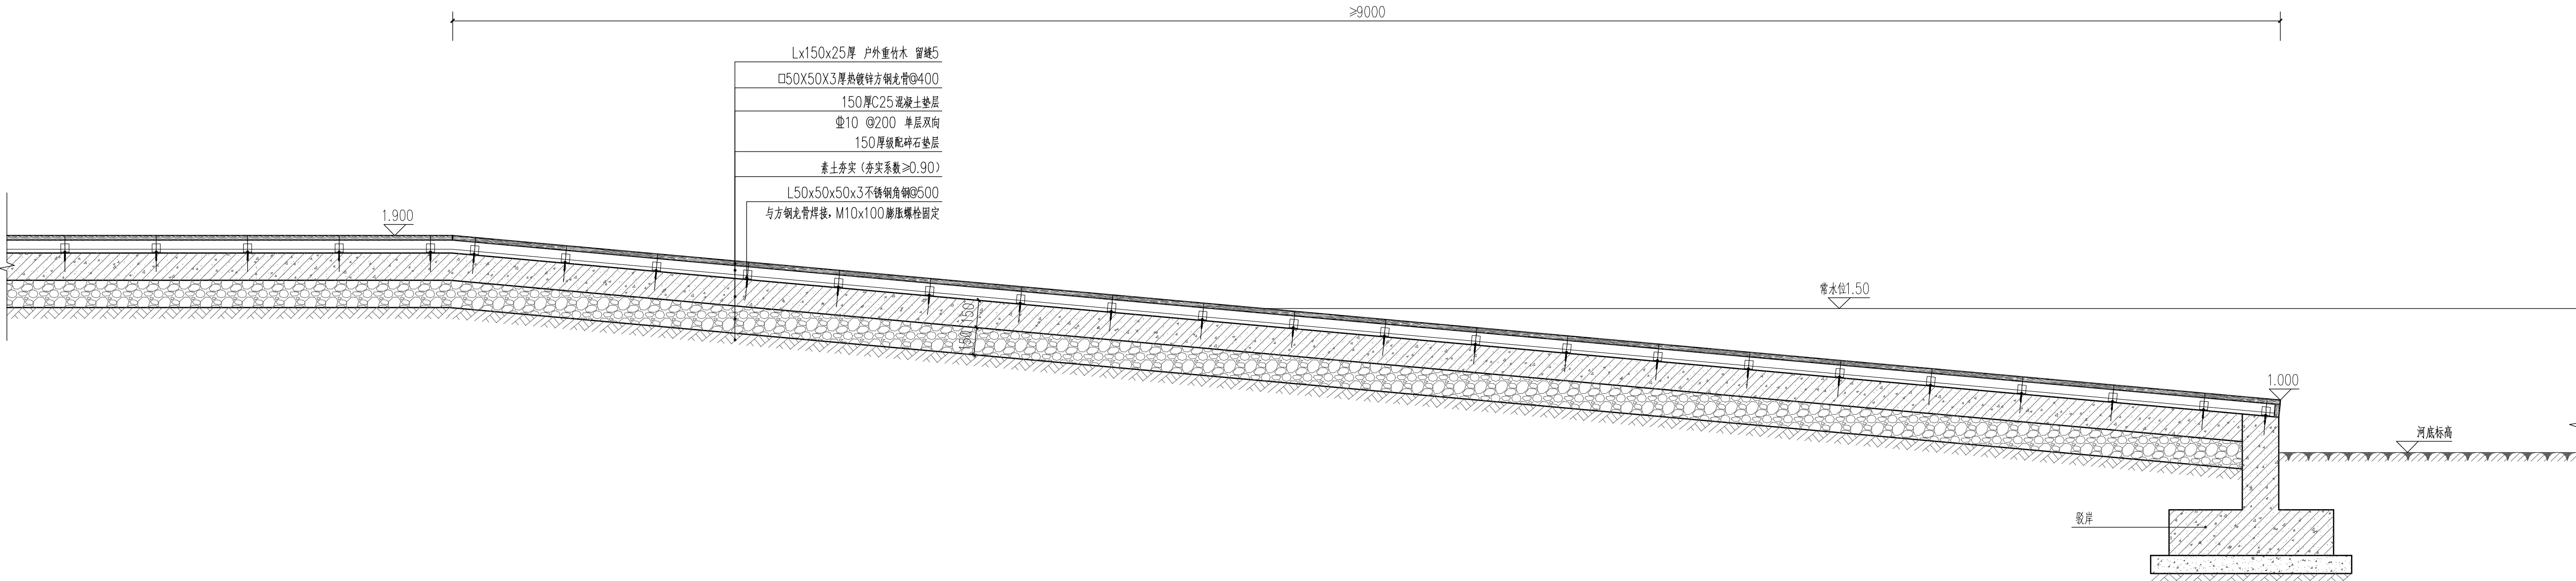 ≥9000
Lx150x25厚 户外重竹木 留缝5
□50X50X3厚热镀锌方钢龙骨@400
150厚C25混凝土垫层
⌀10 @200 单层双向
150厚级配碎石垫层
素土夯实（夯实系数≥0.90）
L50x50x50x3不锈钢角钢@500
与方钢龙骨焊接，M10x100膨胀螺栓固定
1.900
常水位1.50
150
150
1.000
河底标高
驳岸